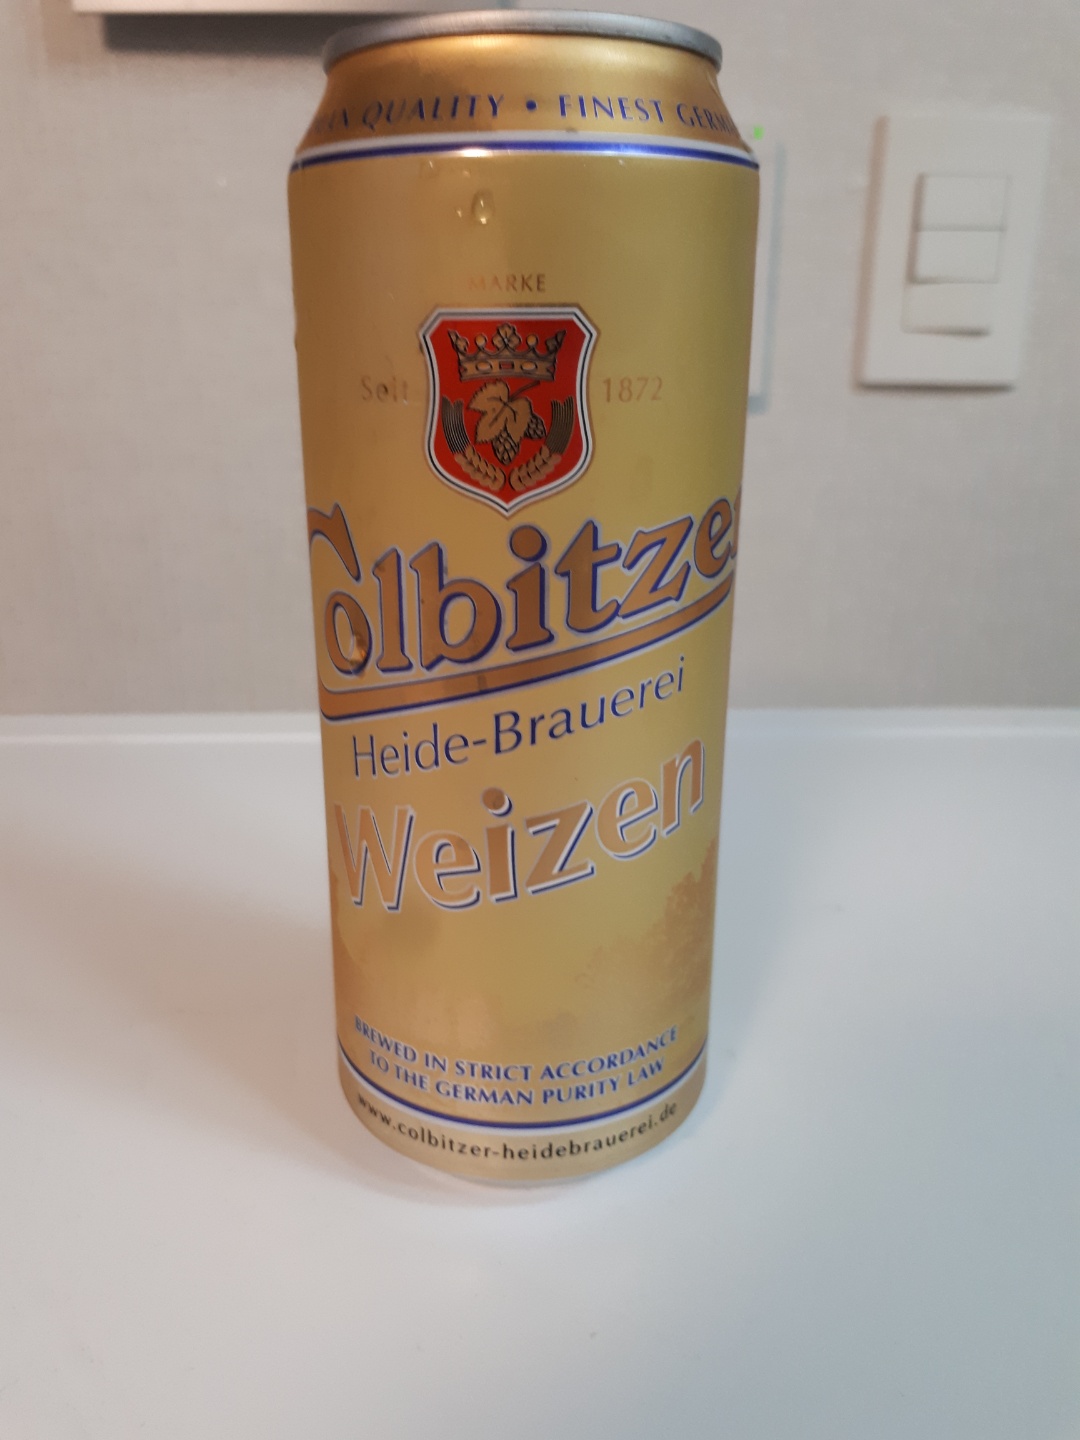 QUALITY • FINEST
MARKE
Seit 1872
Colbitzer
Heide-Brauerei
Weizen
BREWED IN STRICT ACCORDANCE
TO THE GERMAN PURITY LAW
www.colbitzer-heidebrauerei.de